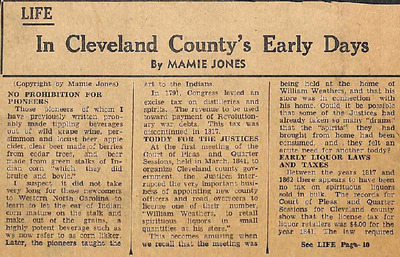 LIFE
In Cleveland County's Early Days
By MAMIE JONES
(Copyright by Mamie Jones)
NO PROHIBITION FOR
PIONEERS
Those pioneers of whom I
have previously written, prob-
ably made tippling beverages
out of wild grape wine, per-
simmon and locust beer, apple
cider, clear beer made of berries
from cedar trees, and beer
made from green stalks of In-
dian corn "which they did
bruise and boyle."
I suspect it did not take
very long for those newcomers
to Western North Carolina to
learn to let the ear of Indian
corn mature on the stalk and
make out of the grains, a
highly potent beverage such as
we now refer to as corn likker.
Later, the pioneers taught the
art to the Indians.
In 1791, Congress levied an
excise tax on distilleries and
spirits. The revenue to be used
toward payment of Revolution-
ary war debts. This tax was
discontinued in 1817.
TODDY FOR THE JUSTICES
At the first meeting of the
Court of Pleas and Quarter
Sessions, held in March, 1841, to
organize Cleveland county gov-
ernment the Justices inter-
rupted the very important busi-
ness of appointing new county
officers and road overseers to
license one of their number,
"William Weathers, to retail
spirituous liquors in small
quantities at his store."
This becomes amusing when
we recall that the meeting was
being held at the home of
William Weathers, and that his
store was in connection with
his home. Could it be possible
that some of the Justices had
already taken so many "drams"
that the "spirits" they had
brought from home had been
consumed, and they felt an
acute need for another toddy?
EARLY LIQUOR LAWS
AND TAXES
Between the years 1817 and
1862 there appears to have been
no tax on spirituous liquors
sold in bulk. The records for
Court of Pleas and Quarter
Sessions for Cleveland county
show that the license tax for
liquor retailers was $4.00 for the
year 1841. The law required
See LIFE Page- 10